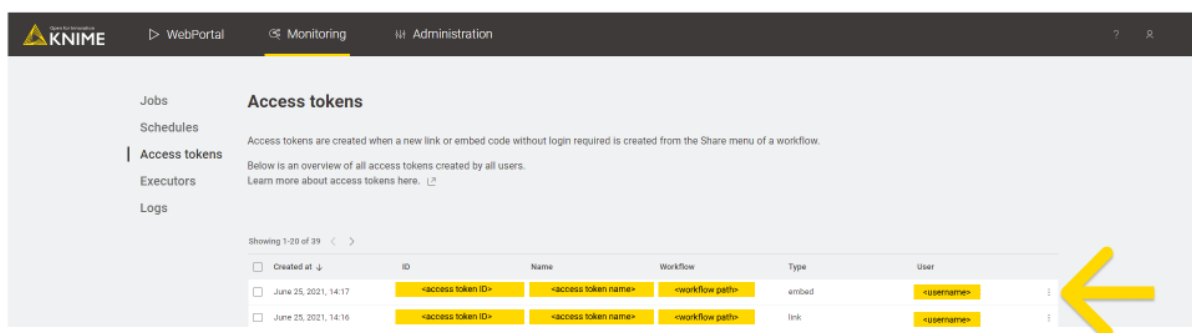 Open for Innovation
KNIME
WebPortal
Monitoring
Administration
?
Jobs
Schedules
Access tokens
Executors
Logs
Access tokens
Access tokens are created when a new link or embed code without login required is created from the Share menu of a workflow.
Below is an overview of all access tokens created by all users.
Learn more about access tokens here.
Showing 1-20 of 39
Created at ↓ ID Name Workflow Type User
June 25, 2021, 14:17 <access token ID> <access token name> <workflow path> embed <username>
June 25, 2021, 14:16 <access token ID> <access token name> <workflow path> link <username>